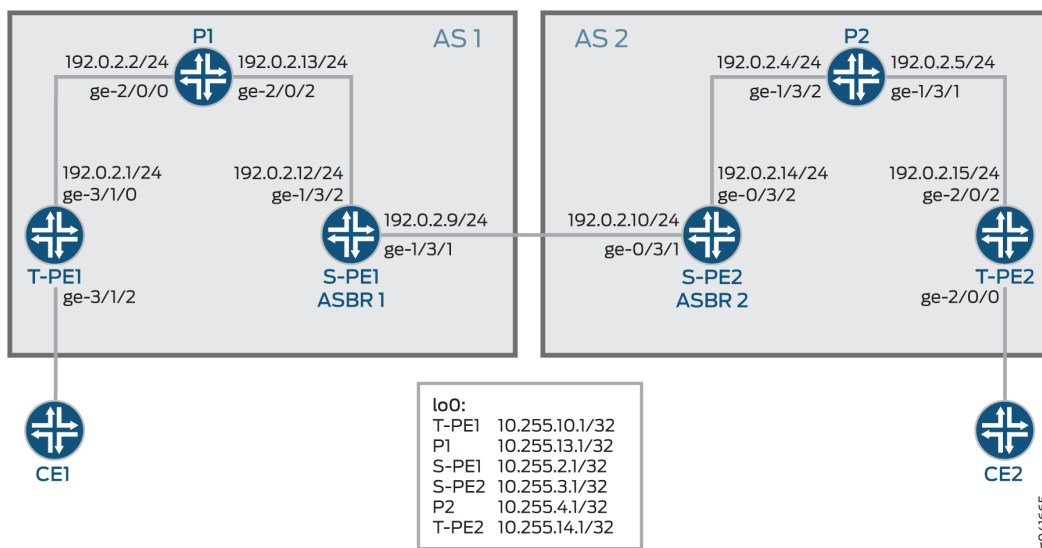 AS 1
P1
192.0.2.2/24
ge-2/0/0
192.0.2.13/24
ge-2/0/2
192.0.2.1/24
ge-3/1/0
192.0.2.12/24
ge-1/3/2
T-PE1
ge-3/1/2
S-PE1
ASBR 1
192.0.2.9/24
ge-1/3/1
CE1
AS 2
P2
192.0.2.4/24
ge-1/3/2
192.0.2.5/24
ge-1/3/1
192.0.2.14/24
ge-0/3/2
192.0.2.15/24
ge-2/0/2
192.0.2.10/24
ge-0/3/1
S-PE2
ASBR 2
T-PE2
ge-2/0/0
CE2
lo0:
T-PE1 10.255.10.1/32
P1 10.255.13.1/32
S-PE1 10.255.2.1/32
S-PE2 10.255.3.1/32
P2 10.255.4.1/32
T-PE2 10.255.14.1/32